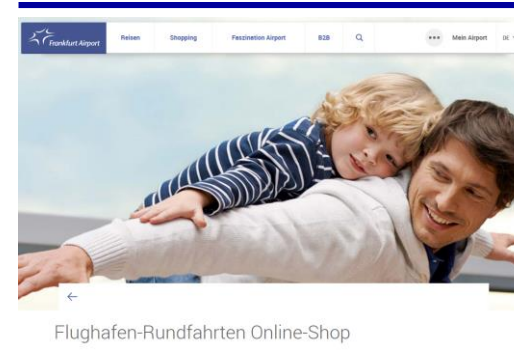 Frankfurt Airport
Reisen Shopping Faszination Airport B2B Mein Airport
Flughafen-Rundfahrten Online-Shop